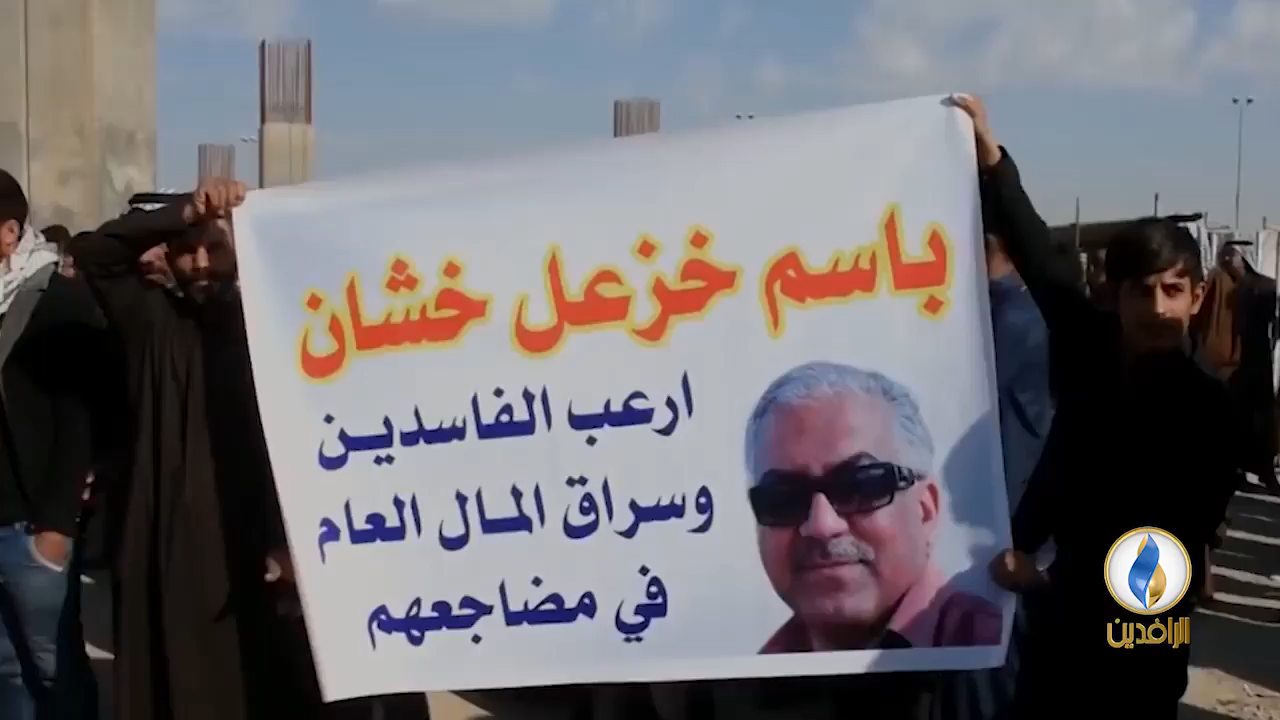 باسم خزعل خشان
ارعب الفاسدين
وسراق المال العام
في مضاجعهم
الرافدين